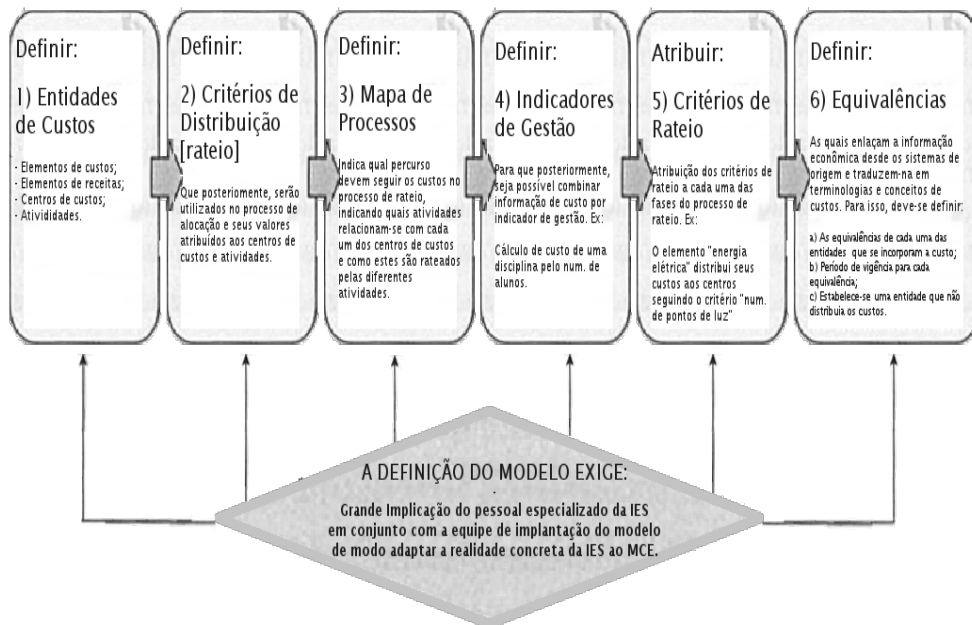 Definir:
1) Entidades
de Custos
- Elementos de custos;
- Elementos de receitas;
- Centros de custos;
- Ativididades.
Definir:
2) Critérios de
Distribuição
[rateio]
Que posteriomente, serão
utilizados no processo de
alocação e seus valores
atribuídos aos centros de
custos e atividades.
Definir:
3) Mapa de
Processos
Indica qual percurso
devem seguir os custos no
processo de rateio,
indicando quais atividades
relacionam-se com cada
um dos centros de custos
e como estes são rateados
pelas diferentes
atividades.
Definir:
4) Indicadores
de Gestão
Para que posteriormente,
seja possível combinar
informação de custo por
indicador de gestão. Ex:
Cálculo de custo de uma
disciplina pelo num. de
alunos.
Atribuir:
5) Critérios de
Rateio
Atribuição dos critérios de
rateio a cada uma das
fases do processo de
rateio. Ex:
O elemento "energia
elétrica" distribui seus
custos aos centros
seguindo o critério "num.
de pontos de luz"
Definir:
6) Equivalências
As quais enlaçam a informação
econômica desde os sistemas de
origem e traduzem-na em
terminologias e conceitos de
custos. Para isso, deve-se definir:
a) As equivalências de cada uma das
entidades que se incorporam a custo;
b) Período de vigência para cada
equivalência;
c) Estabelece-se uma entidade que não
distribuia os custos.
A DEFINIÇÃO DO MODELO EXIGE:
Grande Implicação do pessoal especializado da IES
em conjunto com a equipe de implantação do modelo
de modo adaptar a realidade concreta da IES ao MCE.